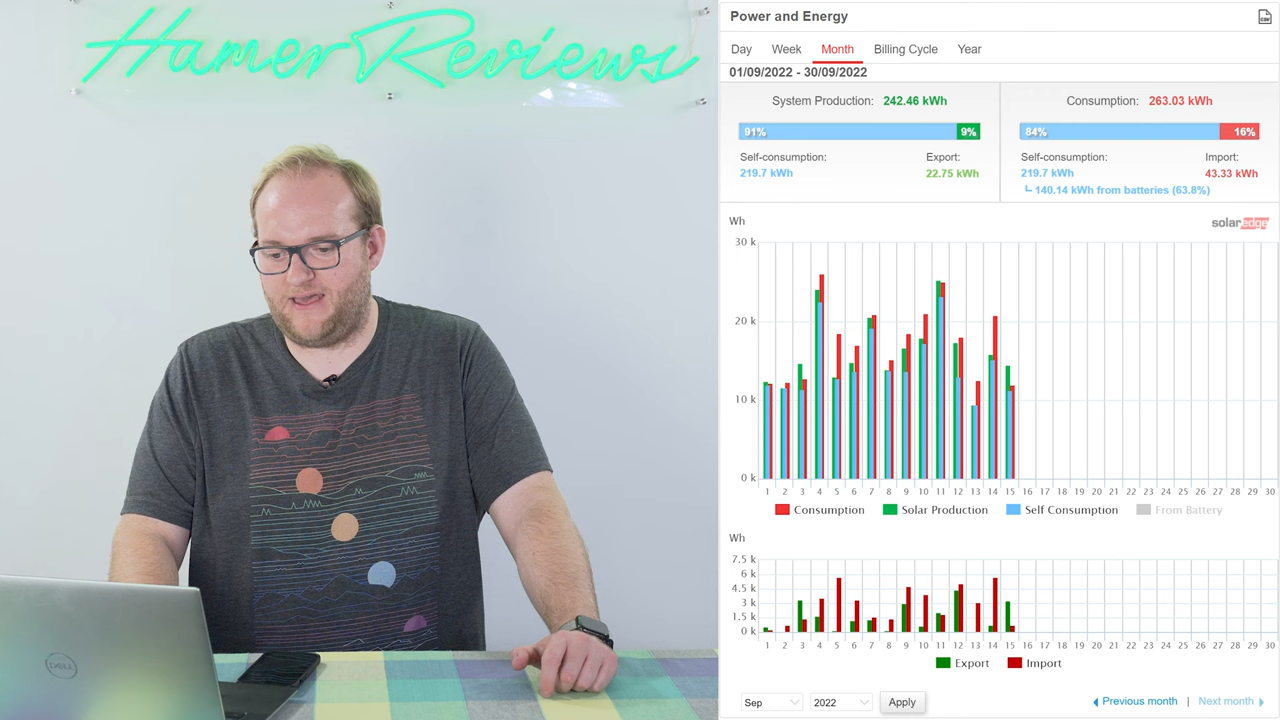 HamerReviews
Power and Energy
CSV
Day Week Month Billing Cycle Year
01/09/2022 - 30/09/2022
System Production: 242.46 kWh
91% 9%
Self-consumption: Export:
219.7 kWh 22.75 kWh
Consumption: 263.03 kWh
84% 16%
Self-consumption: Import:
219.7 kWh 43.33 kWh
140.14 kWh from batteries (63.8%)
Wh
solaredge
30 k
20 k
10 k
0 k
1 2 3 4 5 6 7 8 9 10 11 12 13 14 15 16 17 18 19 20 21 22 23 24 25 26 27 28 29 30
Consumption Solar Production Self Consumption From Battery
Wh
7.5 k
6 k
4.5 k
3 k
1.5 k
0 k
1 2 3 4 5 6 7 8 9 10 11 12 13 14 15 16 17 18 19 20 21 22 23 24 25 26 27 28 29 30
Export Import
Sep 2022 Apply Previous month | Next month
DELL